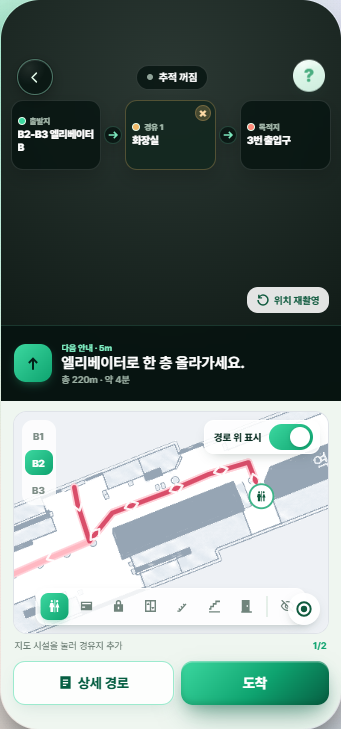 추적 꺼짐
?
출발지
B2-B3 엘리베이터
B
경유 1
화장실
목적지
3번 출입구
위치 재촬영
다음 안내 · 5m
엘리베이터로 한 층 올라가세요.
총 220m · 약 4분
B1
경로 위 표시
B2
B3
지도 시설을 눌러 경유지 추가
1/2
상세 경로
도착